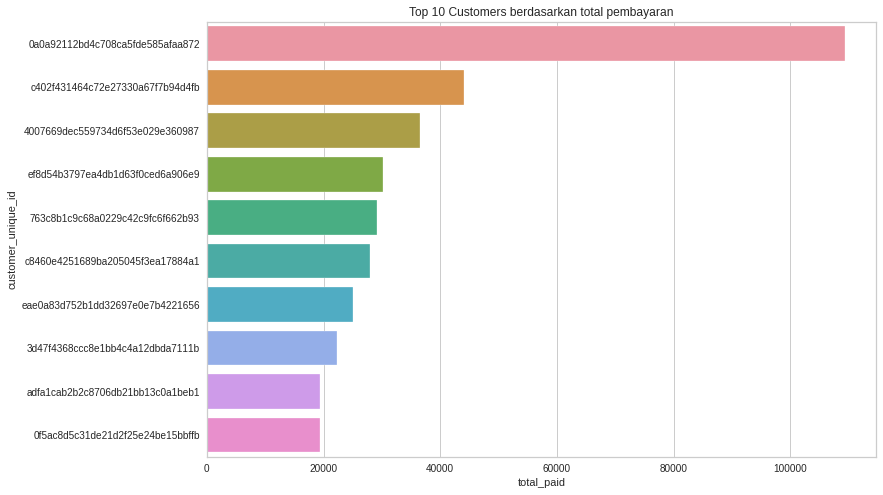 Top 10 Customers berdasarkan total pembayaran
customer_unique_id
0a0a92112bd4c708ca5fde585afaa872
c402f431464c72e27330a67f7b94d4fb
4007669dec559734d6f53e029e360987
ef8d54b3797ea4db1d63f0ced6a906e9
763c8b1c9c68a0229c42c9fc6f662b93
c8460e4251689ba205045f3ea17884a1
eae0a83d752b1dd32697e0e7b4221656
3d47f4368ccc8e1bb4c4a12dbda7111b
adfa1cab2b2c8706db21bb13c0a1beb1
0f5ac8d5c31de21d2f25e24be15bbffb
0 20000 40000 60000 80000 100000
total_paid